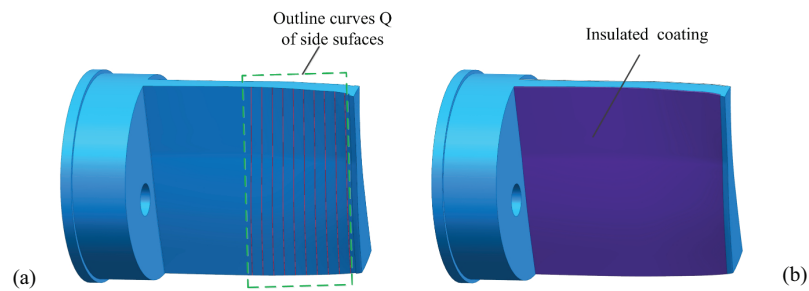 Outline curves Q
of side sufaces
Insulated coating
(a)
(b)